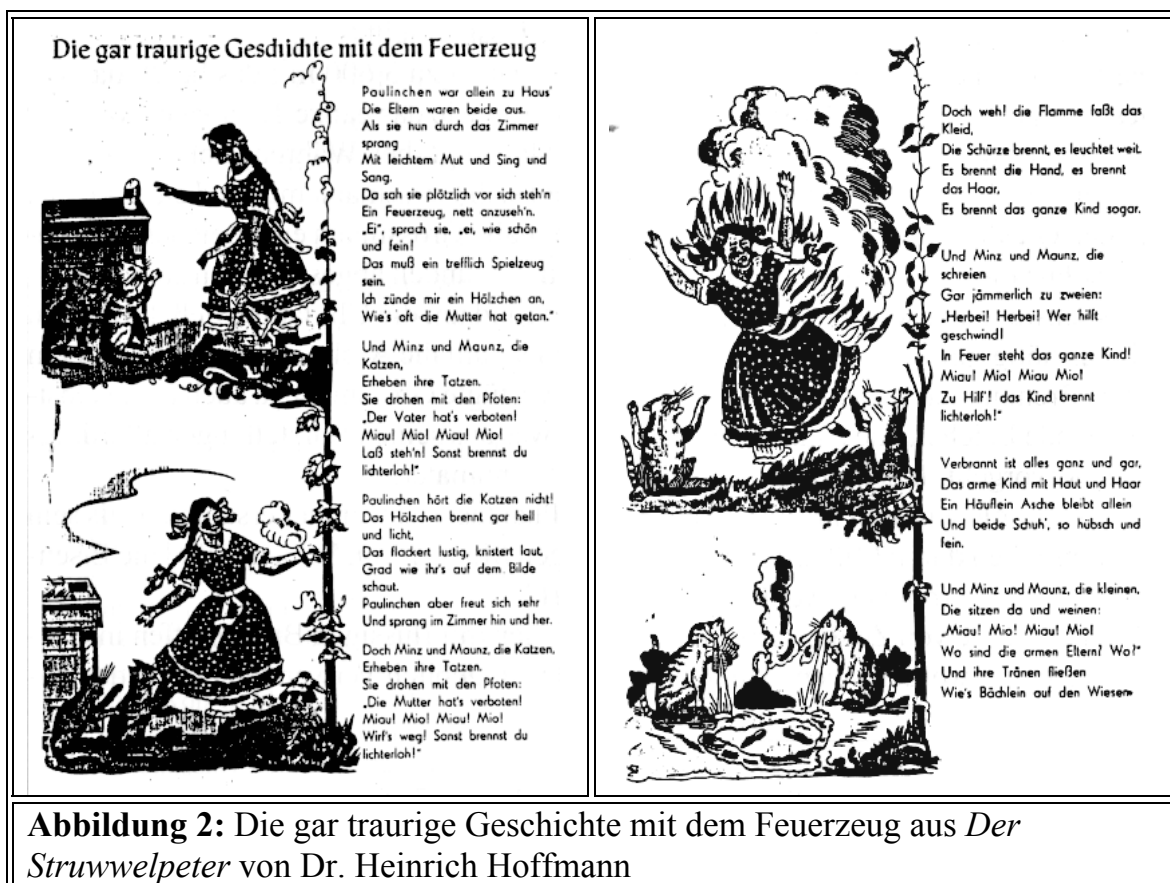 Die gar traurige Geschichte mit dem Feuerzeug
Paulinchen war allein zu Haus'
Die Eltern waren beide aus.
Als sie nun durch das Zimmer
sprang
Mit leichtem Mut und Sing und
Sang.
Da sah sie plötzlich vor sich steh'n
Ein Feuerzeug, nett anzuseh'n.
„Ei", sprach sie, „ei, wie schön
und fein!
Das muß ein trefflich Spielzeug
sein.
Ich zünde mir ein Hölzchen an,
Wie's oft die Mutter hat getan."
Und Minz und Maunz, die
Katzen,
Erheben ihre Tatzen.
Sie drohen mit den Pfoten:
„Der Vater hat's verboten!
Miau! Mio! Miau! Mio!
Laß steh'n! Sonst brennst du
lichterloh!"
Paulinchen hört die Katzen nicht!
Das Hölzchen brennt gar hell
und licht,
Das flackert lustig, knistert laut,
Grad wie ihr's auf dem Bilde
schaut.
Paulinchen aber freut sich sehr
Und sprang im Zimmer hin und her.
Doch Minz und Maunz, die Katzen,
Erheben ihre Tatzen.
Sie drohen mit den Pfoten:
„Die Mutter hat's verboten!
Miau! Mio! Miau! Mio!
Wirf's weg! Sonst brennst du
lichterloh!"
Doch weh! die Flamme faßt das
Kleid,
Die Schürze brennt, es leuchtet weit.
Es brennt die Hand, es brennt
das Haar,
Es brennt das ganze Kind sogar.
Und Minz und Maunz, die
schreien
Gar jämmerlich zu zweien:
„Herbei! Herbei! Wer hilft
geschwind!
In Feuer steht das ganze Kind!
Miau! Mio! Miau Mio!
Zu Hilf'! das Kind brennt
lichterloh!"
Verbrannt ist alles ganz und gar,
Das arme Kind mit Haut und Haar
Ein Häuflein Asche bleibt allein
Und beide Schuh', so hübsch und
fein.
Und Minz und Maunz, die kleinen,
Die sitzen da und weinen:
„Miau! Mio! Miau! Mio!
Wo sind die armen Eltern? Wo?"
Und ihre Tränen fließen
Wie's Bächlein auf den Wiesen
Abbildung 2: Die gar traurige Geschichte mit dem Feuerzeug aus Der
Struwwelpeter von Dr. Heinrich Hoffmann